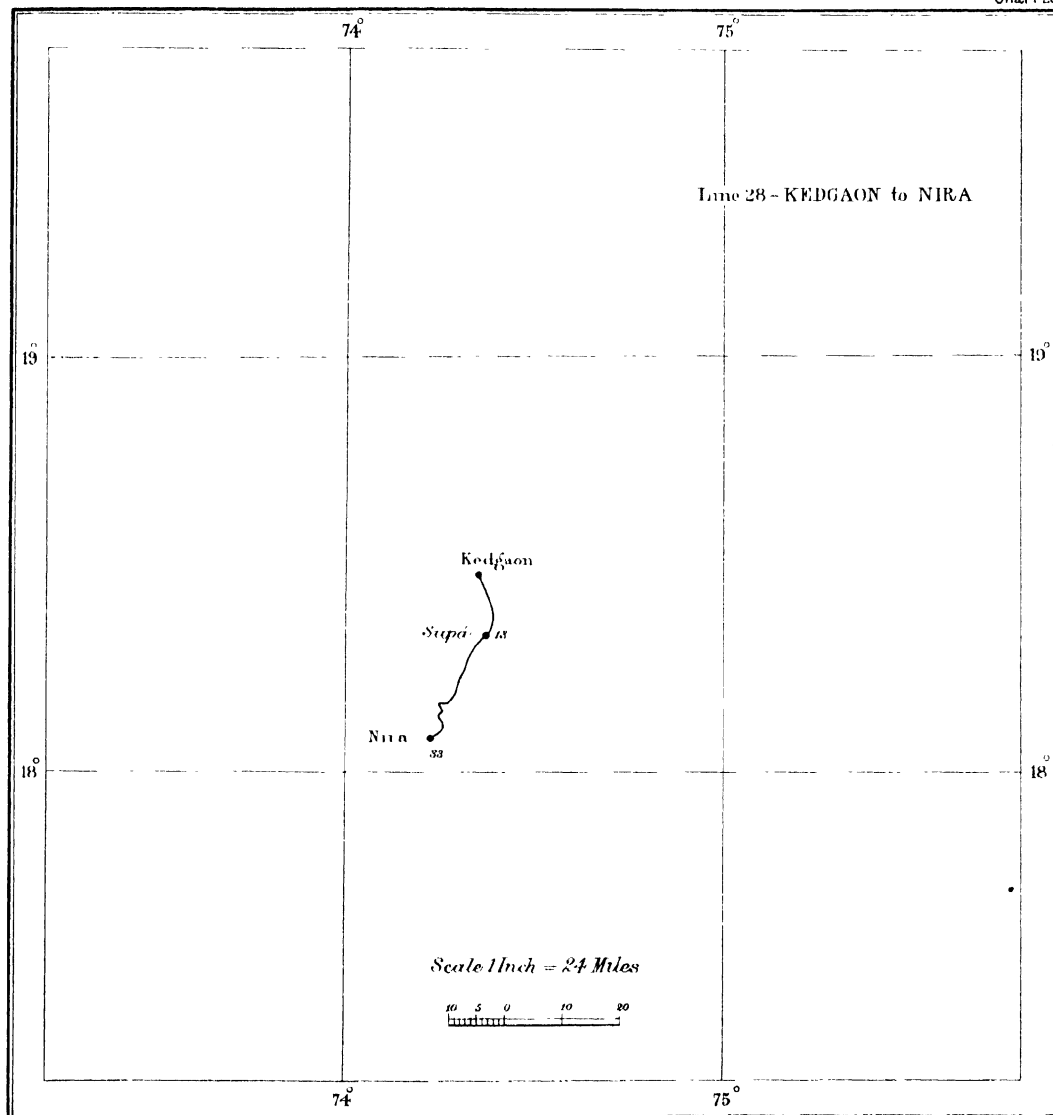 74° 75°
Line 28 - KEDGAON to NIRA
19° 19°
Kedgaon
Supá 13
Nira
33
18° 18°
Scale 1 Inch = 24 Miles
10 5 0 10 20
74° 75°